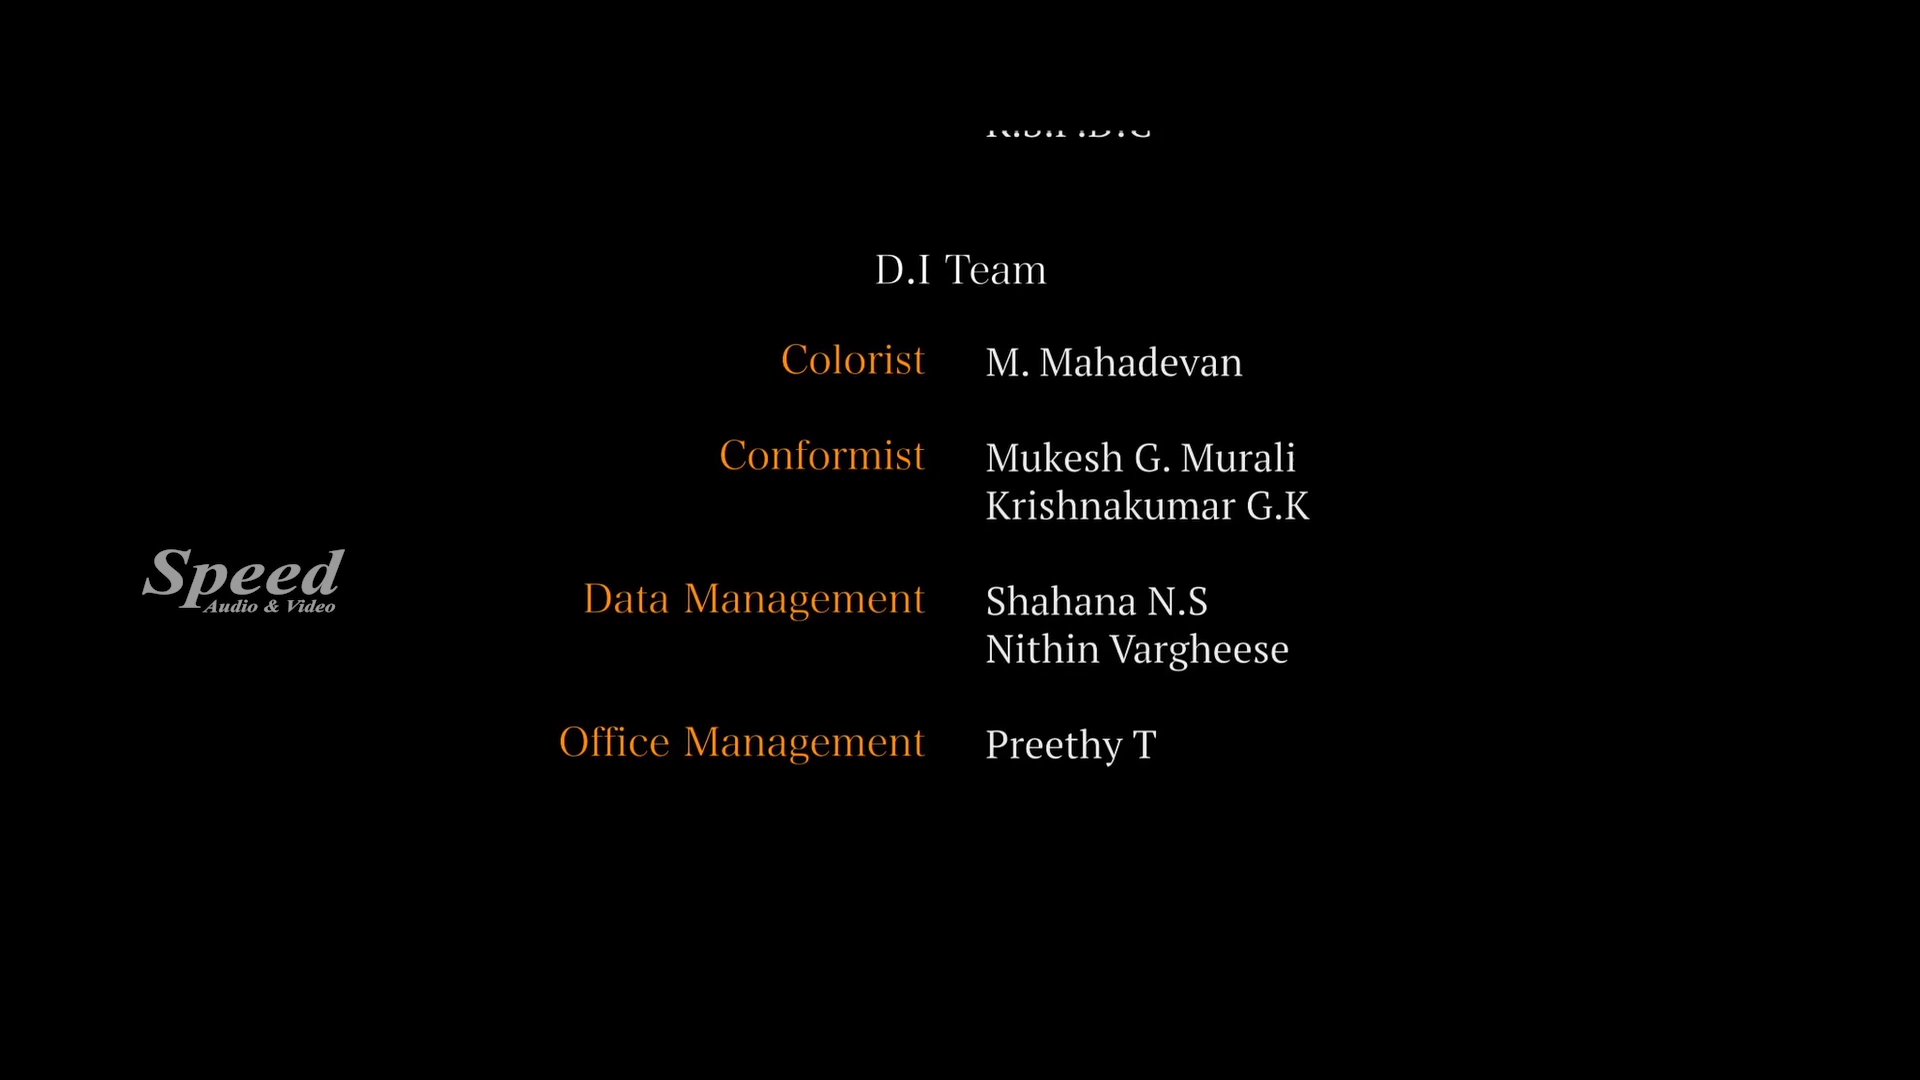 D.I Team
Colorist M. Mahadevan
Conformist Mukesh G. Murali
Krishnakumar G.K
Data Management Shahana N.S
Nithin Vargheese
Office Management Preethy T
Speed
Audio & Video